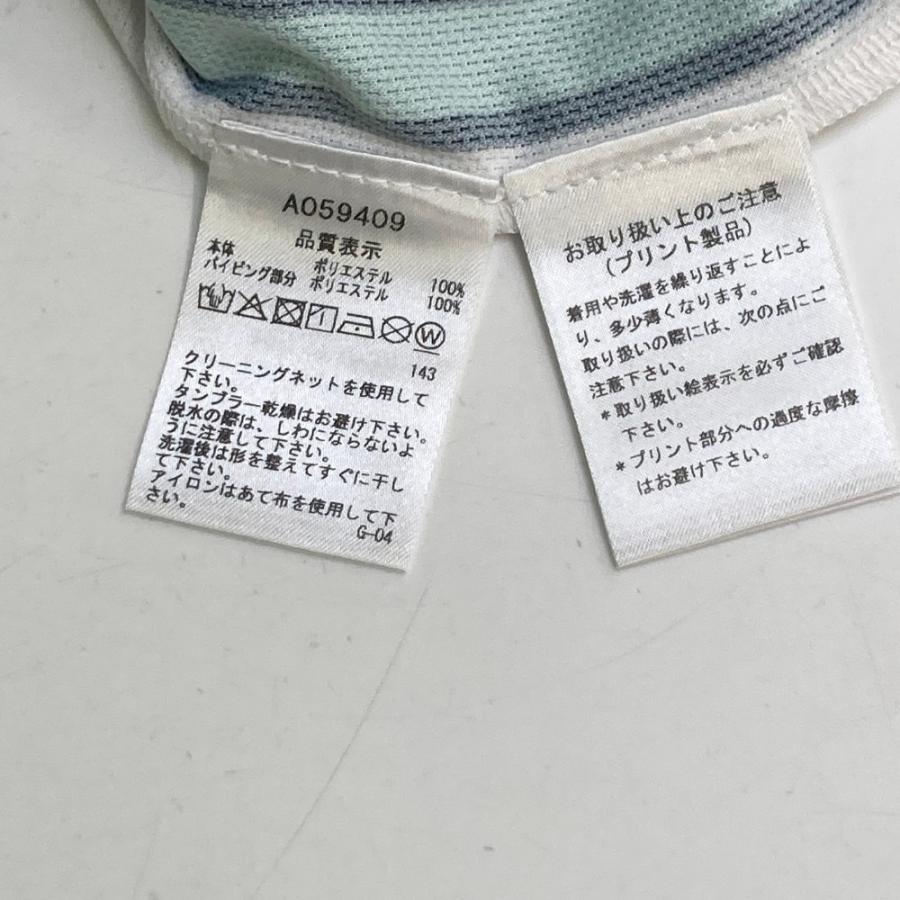 A059409
品質表示
本体 ポリエステル 100%
パイピング部分 ポリエステル 100%
143
クリーニングネットを使用して
下さい。
タンブラー乾燥はお避け下さい。
脱水の際は、しわにならないよ
うに注意して下さい。
洗濯後は形を整えてすぐに干し
て下さい。
アイロンはあて布を使用して下
さい。
G-04
お取り扱い上のご注意
(プリント製品)
着用や洗濯を繰り返すことによ
り、多少薄くなります。
取り扱いの際には、次の点にご
注意下さい。
*取り扱い絵表示を必ずご確認
下さい。
*プリント部分への過度な摩擦
はお避け下さい。